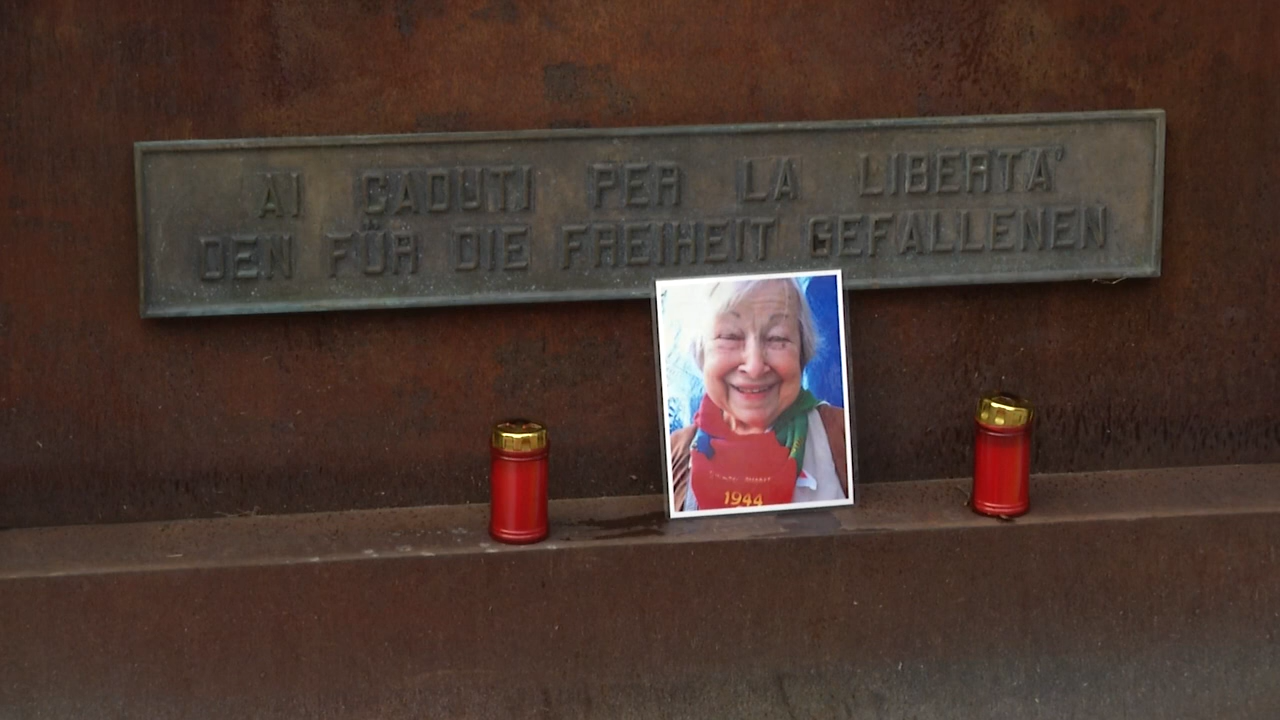 AI CADUTI PER LA LIBERTA'
DEN FÜR DIE FREIHEIT GEFALLENEN
1944